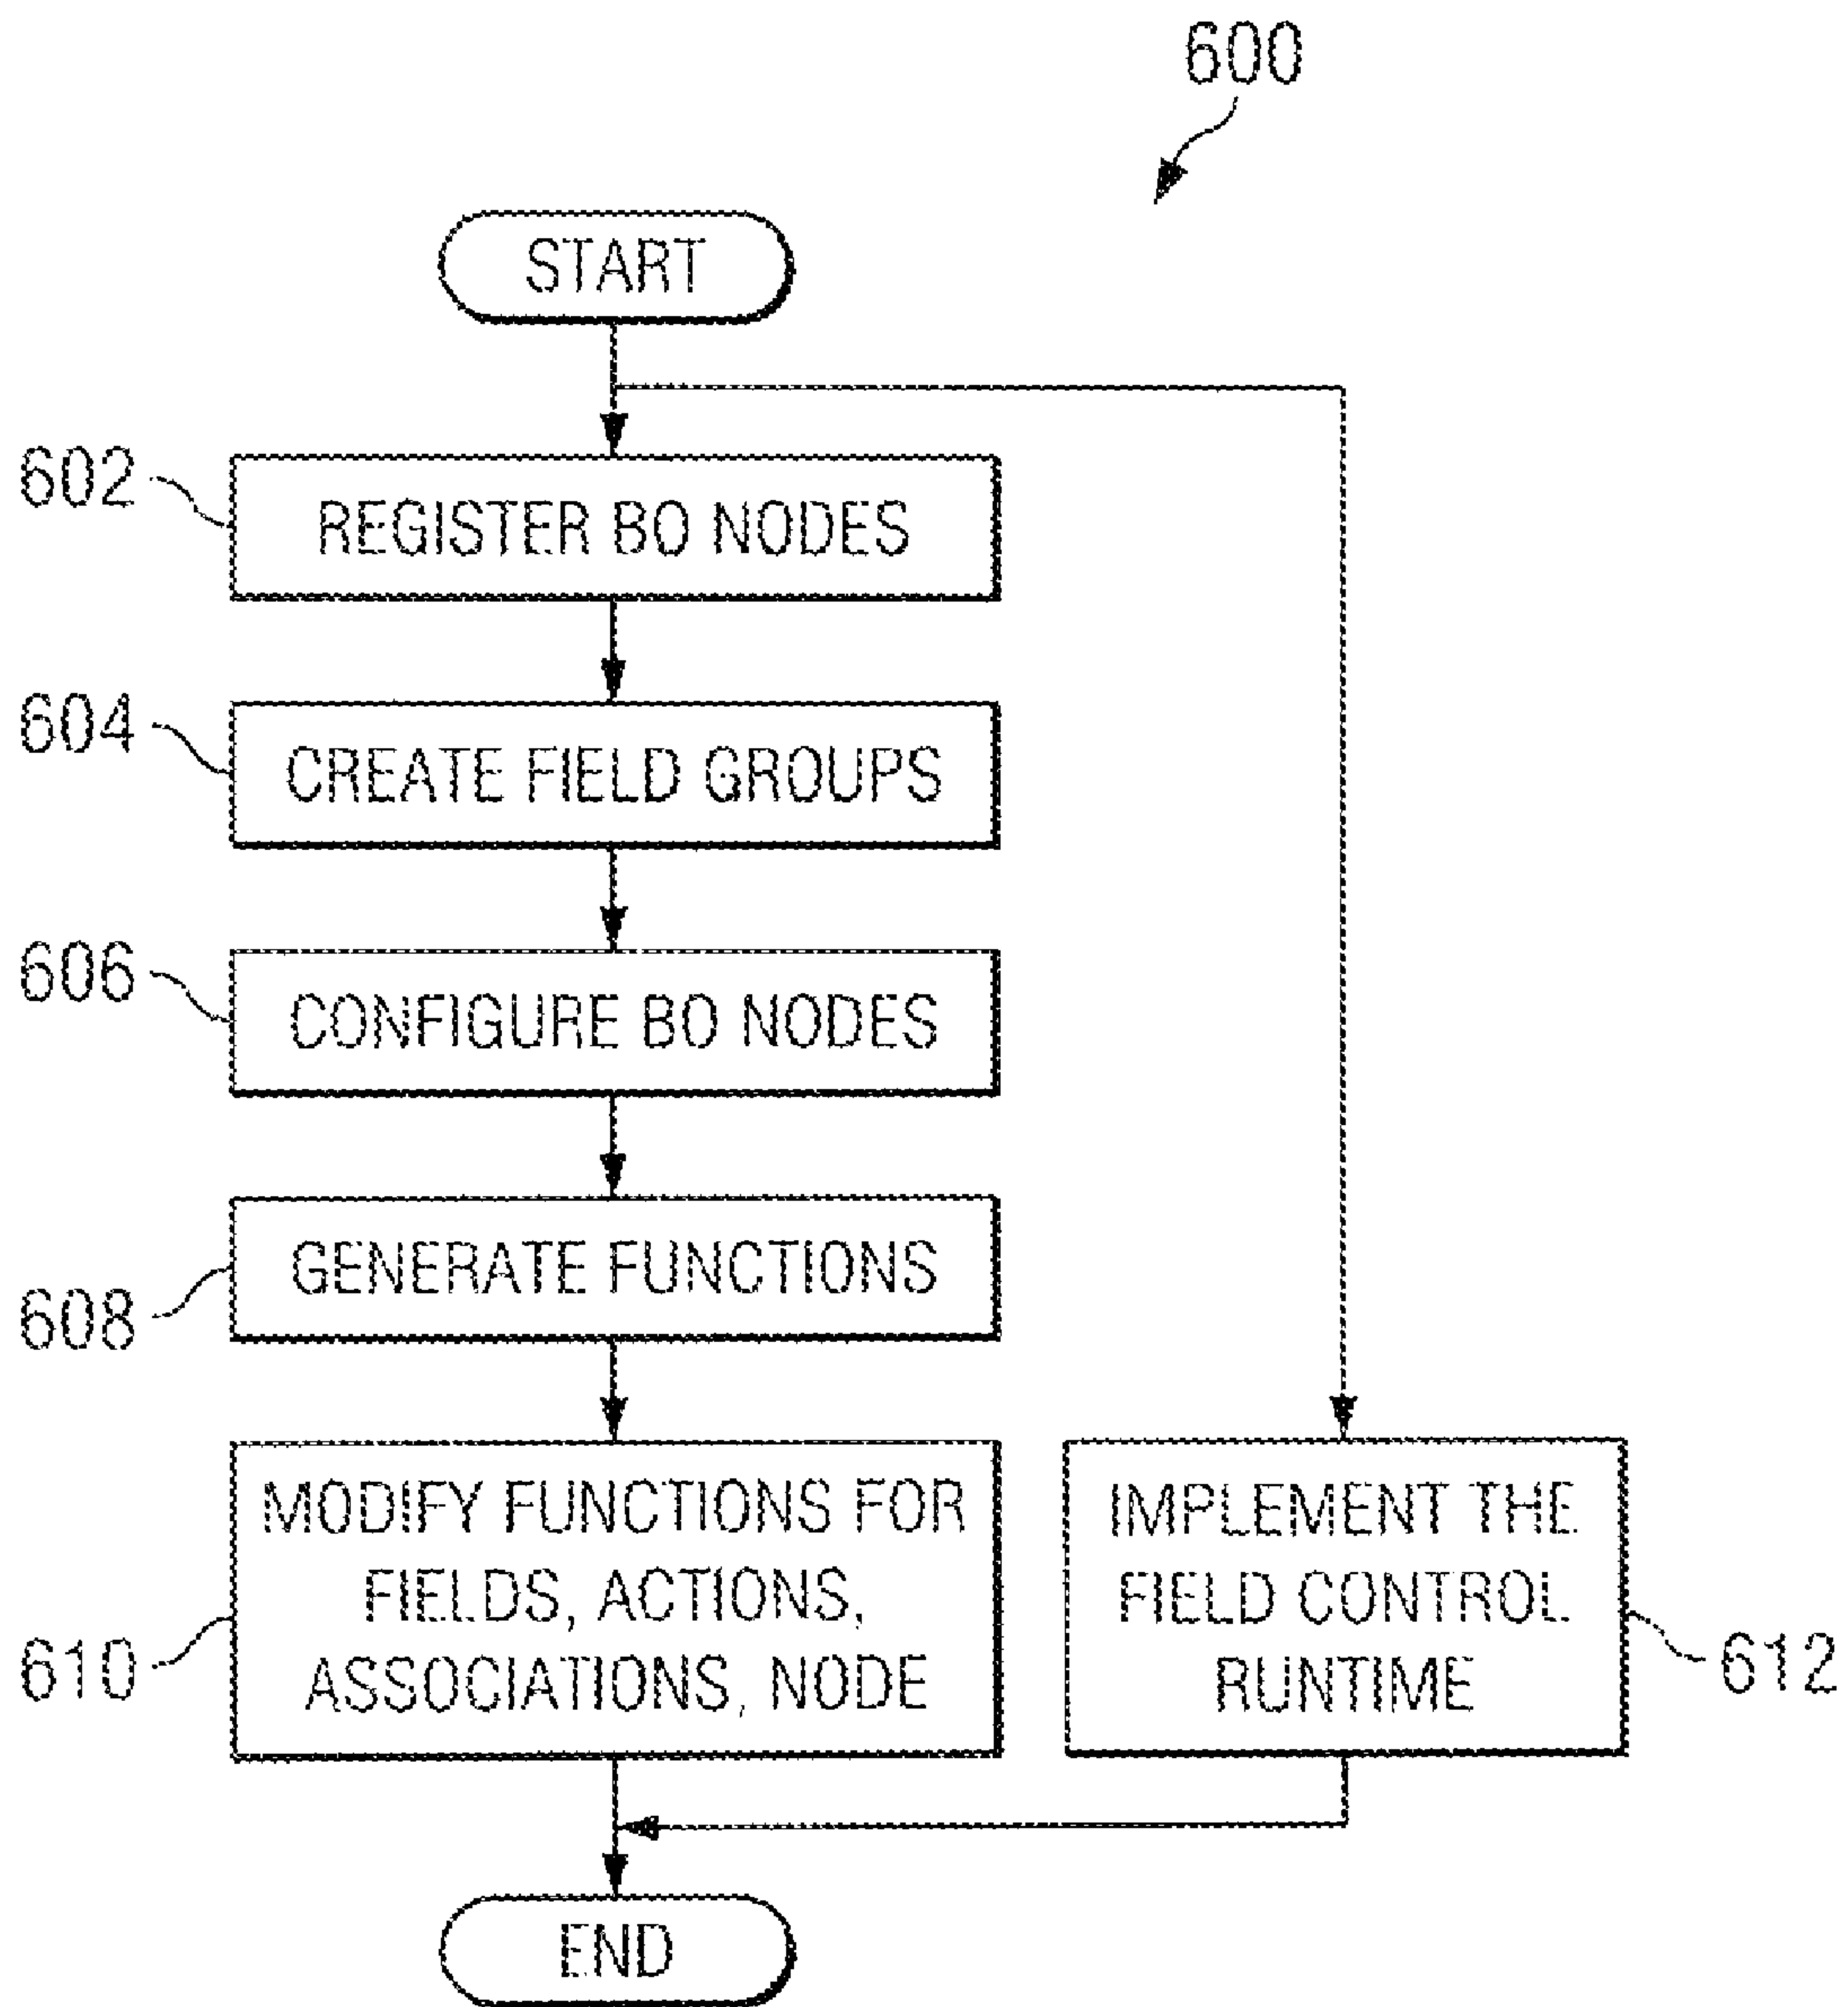 600
START
602
REGISTER BO NODES
604
CREATE FIELD GROUPS
606
CONFIGURE BO NODES
608
GENERATE FUNCTIONS
610
MODIFY FUNCTIONS FOR
FIELDS, ACTIONS,
ASSOCIATIONS, NODE
IMPLEMENT THE
FIELD CONTROL
RUNTIME
612
END